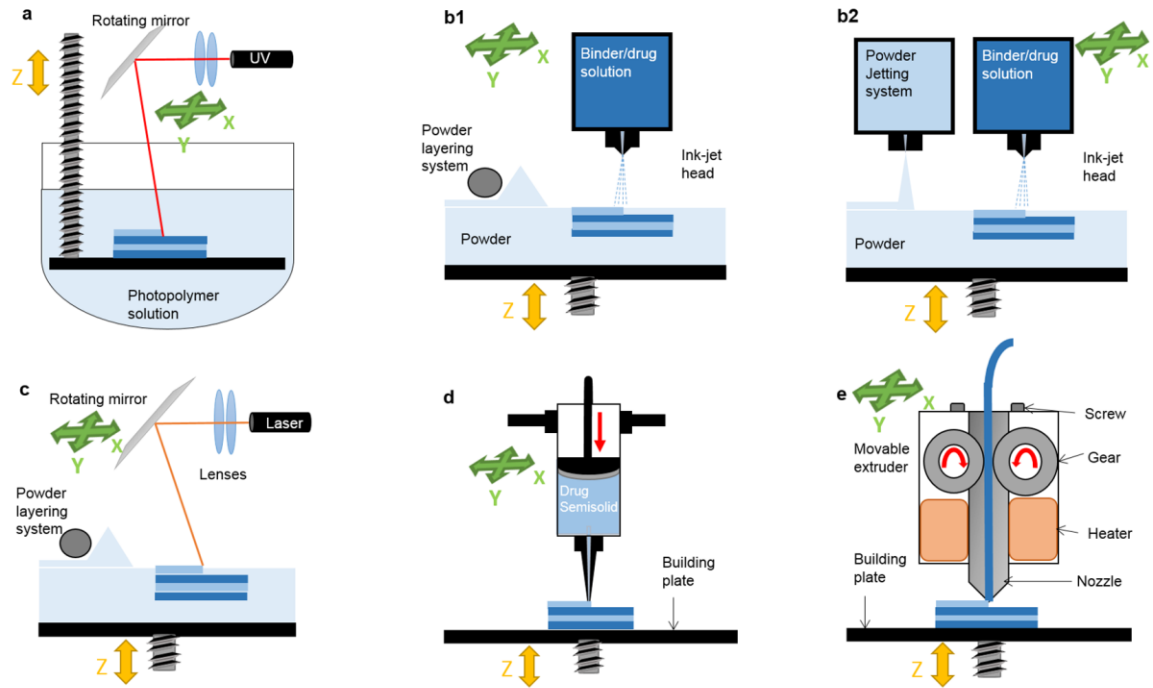 a
Rotating mirror
UV
Z
X
Y
Photopolymer
solution
b1
X
Y
Binder/drug
solution
Powder
layering
system
Ink-jet
head
Powder
Z
b2
Powder
Jetting
system
Binder/drug
solution
X
Y
Ink-jet
head
Powder
Z
c
Rotating mirror
X
Y
Laser
Lenses
Powder
layering
system
Z
d
X
Y
Drug
Semisolid
Building
plate
Z
e
X
Y
Screw
Movable
extruder
Gear
Heater
Building
plate
Nozzle
Z